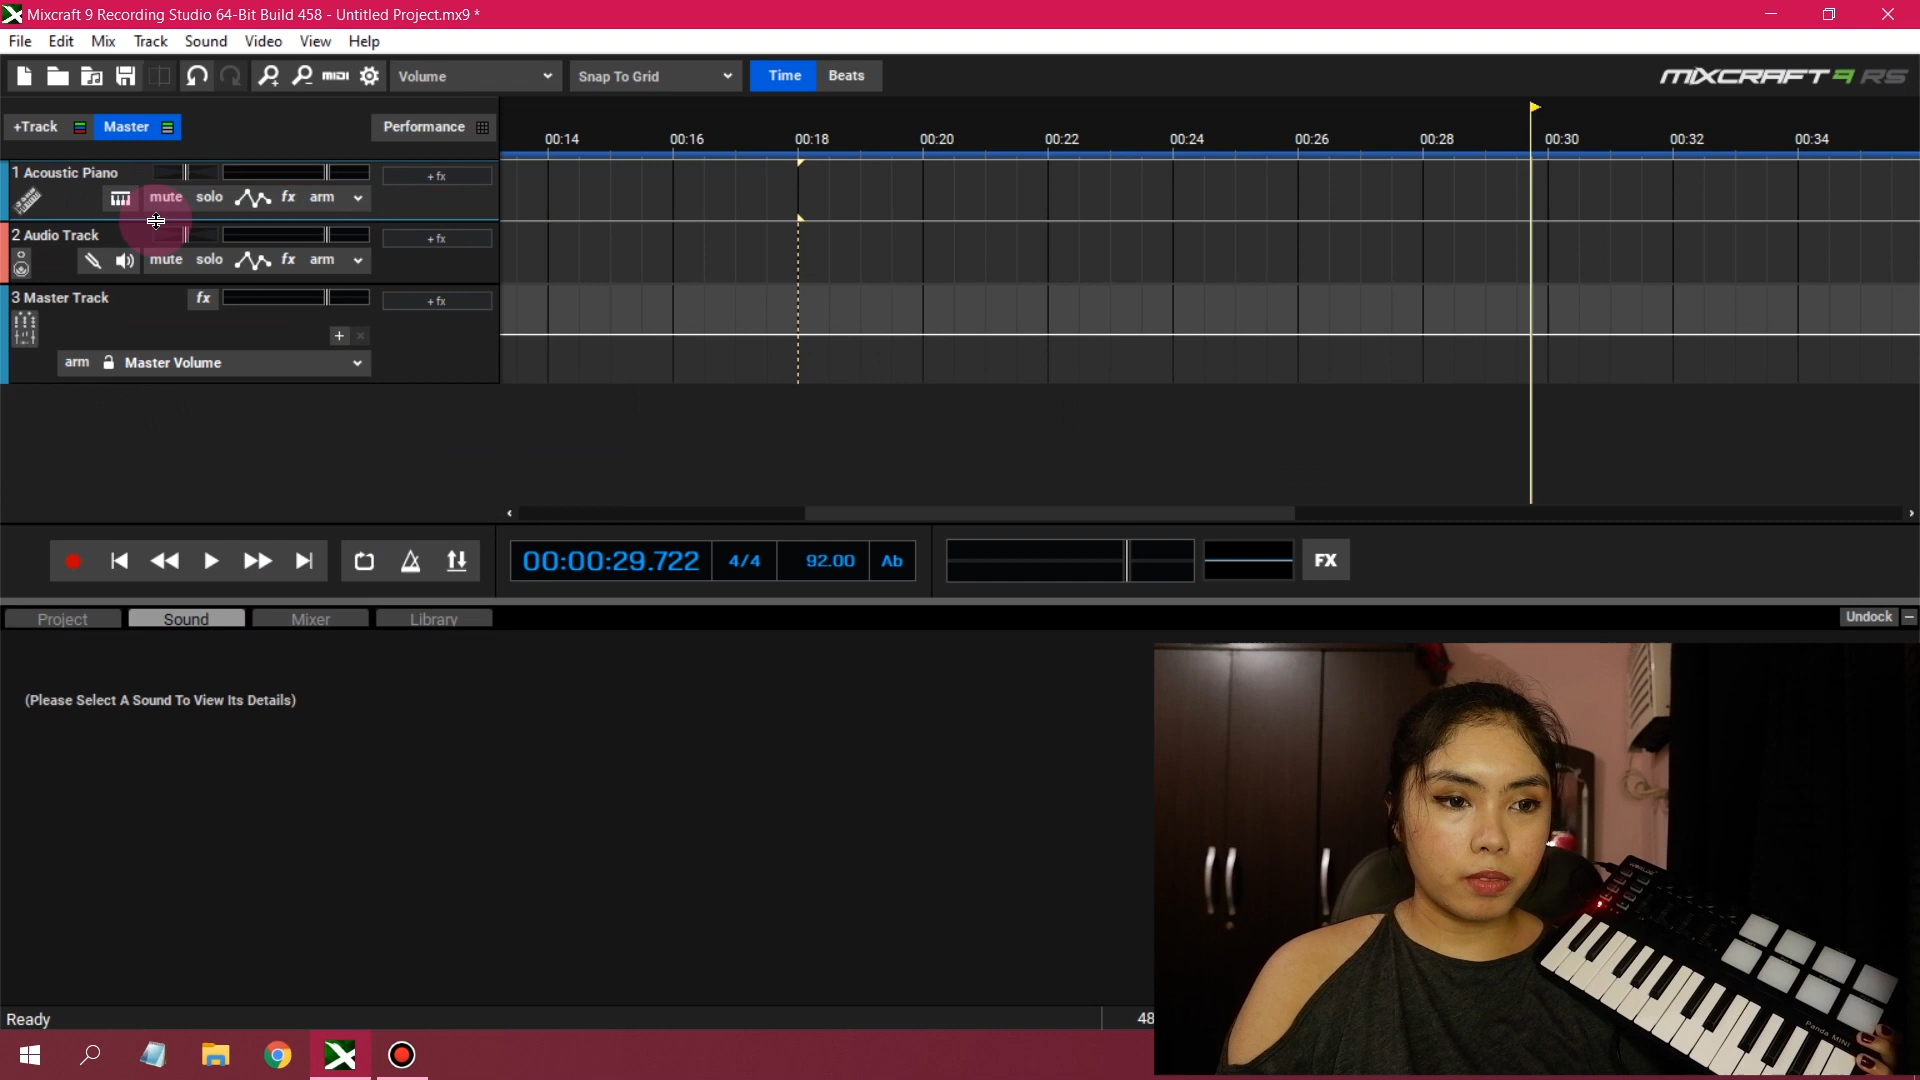 Mixcraft 9 Recording Studio 64-Bit Build 458 - Untitled Project.mx9 *
File Edit Mix Track Sound Video View Help
MIDI Volume Snap To Grid Time Beats MIXCRAFT 9 RS
+Track Master Performance
00:14 00:16 00:18 00:20 00:22 00:24 00:26 00:28 00:30 00:32 00:34
1 Acoustic Piano +fx
mute solo fx arm
2 Audio Track +fx
mute solo fx arm
3 Master Track fx +fx
arm Master Volume
00:00:29.722 4/4 92.00 Ab FX
Project Sound Mixer Library Undock
(Please Select A Sound To View Its Details)
Panda MINI
Ready 48